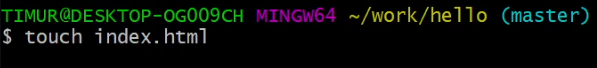 TIMUR@DESKTOP-OG009CH MINGW64 ~/work/hello (master)
$ touch index.html